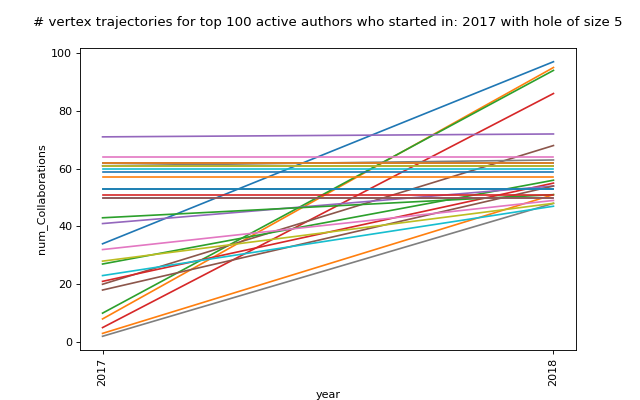 # vertex trajectories for top 100 active authors who started in: 2017 with hole of size 5
100
80
60
40
20
0
num_Collaborations
2017
2018
year